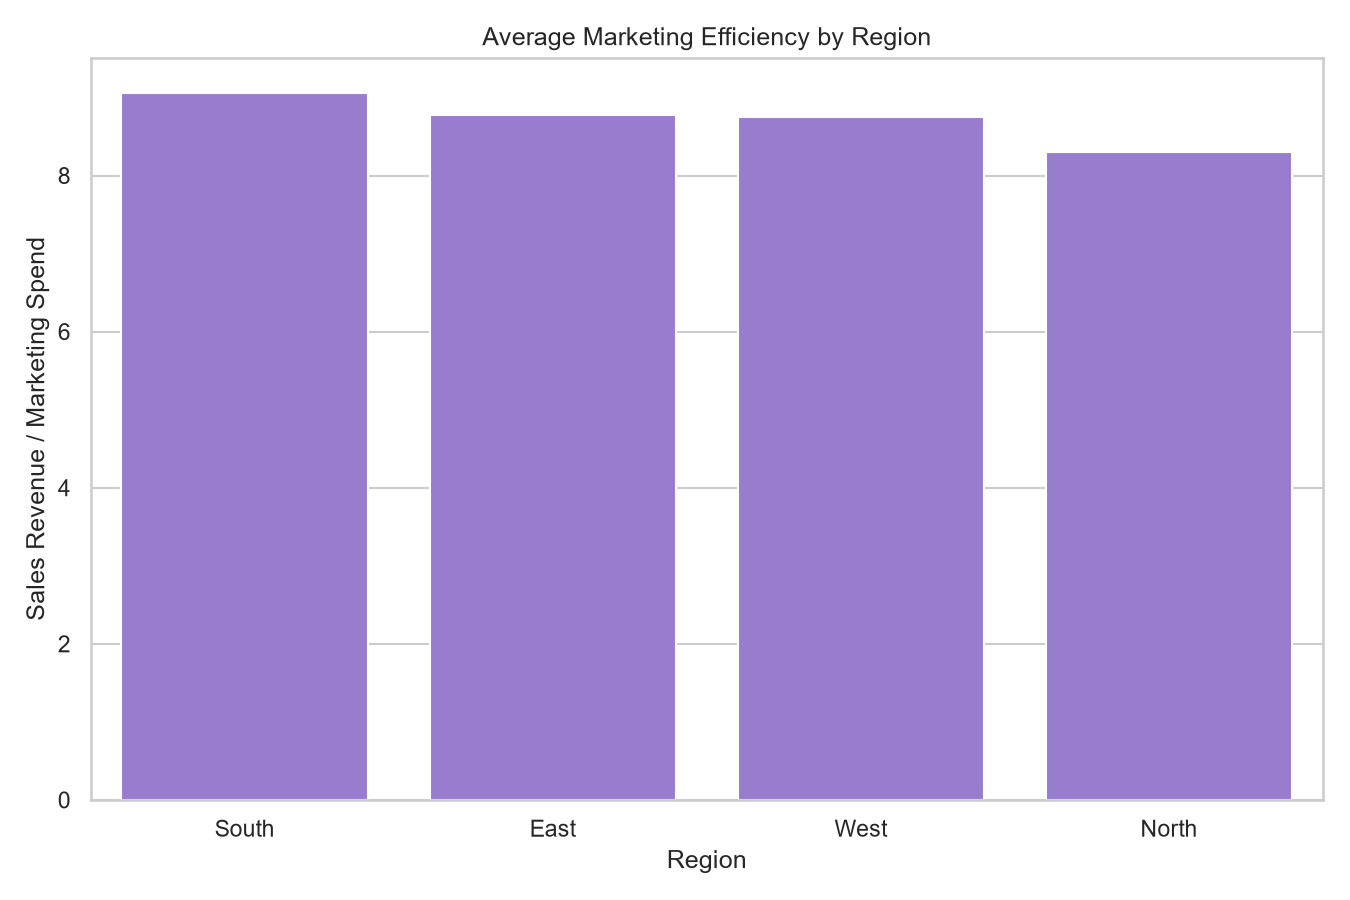 Average Marketing Efficiency by Region
Sales Revenue / Marketing Spend
8
6
4
2
0
South East West North
Region